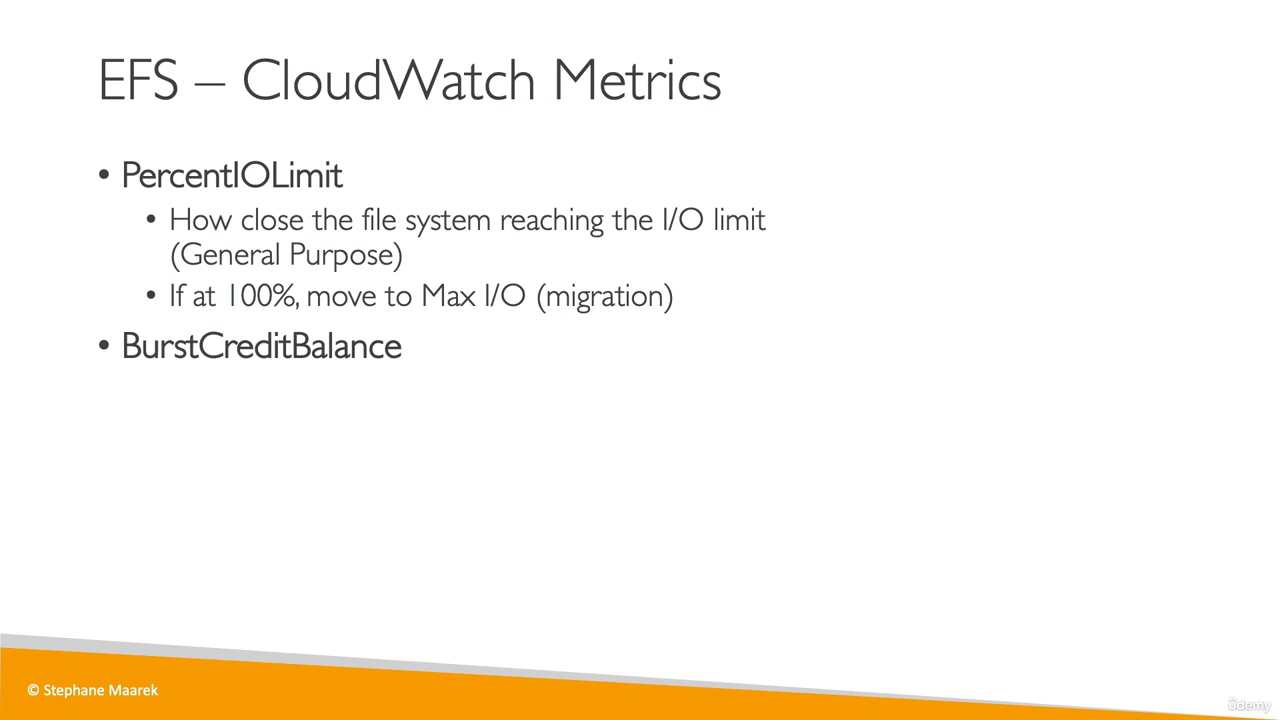 EFS – CloudWatch Metrics
• PercentIOLimit
• How close the file system reaching the I/O limit
(General Purpose)
• If at 100%, move to Max I/O (migration)
• BurstCreditBalance
© Stephane Maarek
ûdemy